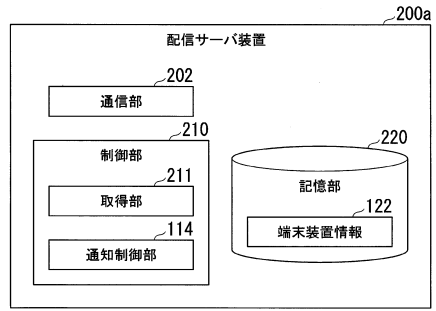 200a
配信サーバ装置
202
通信部
210
制御部
211
取得部
114
通知制御部
220
記憶部
122
端末装置情報